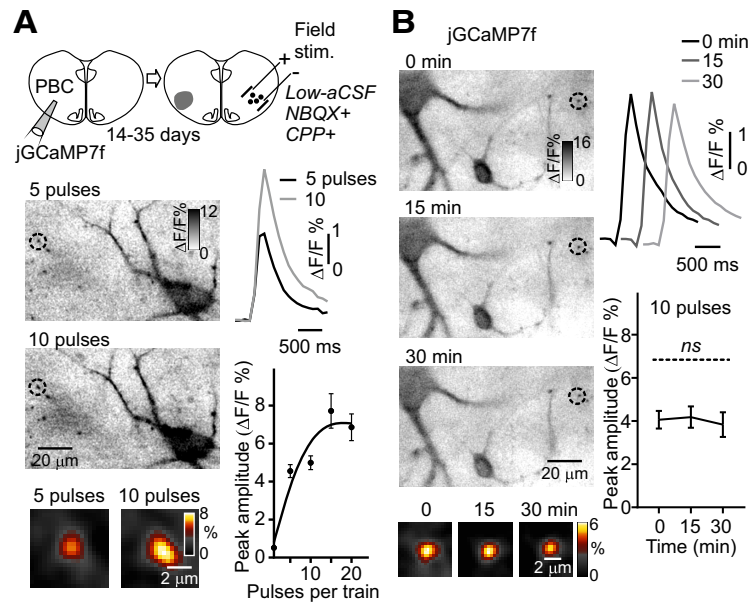 A
PBC
jGCaMP7f
14-35 days
Field
stim.
+
-
Low-aCSF
NBQX+
CPP+
5 pulses
12
ΔF/F%
0
10 pulses
20 μm
5 pulses
10
ΔF/F %
1
0
500 ms
5 pulses
10 pulses
8
%
0
2 μm
Peak amplitude (ΔF/F %)
8
6
4
2
0
10
20
Pulses per train
B
jGCaMP7f
0 min
16
ΔF/F%
0
15 min
30 min
20 μm
0 min
15
30
ΔF/F %
1
0
500 ms
10 pulses
ns
Peak amplitude (ΔF/F %)
8
6
4
2
0
0
15
30
Time (min)
0
15
30 min
6
%
0
2 μm